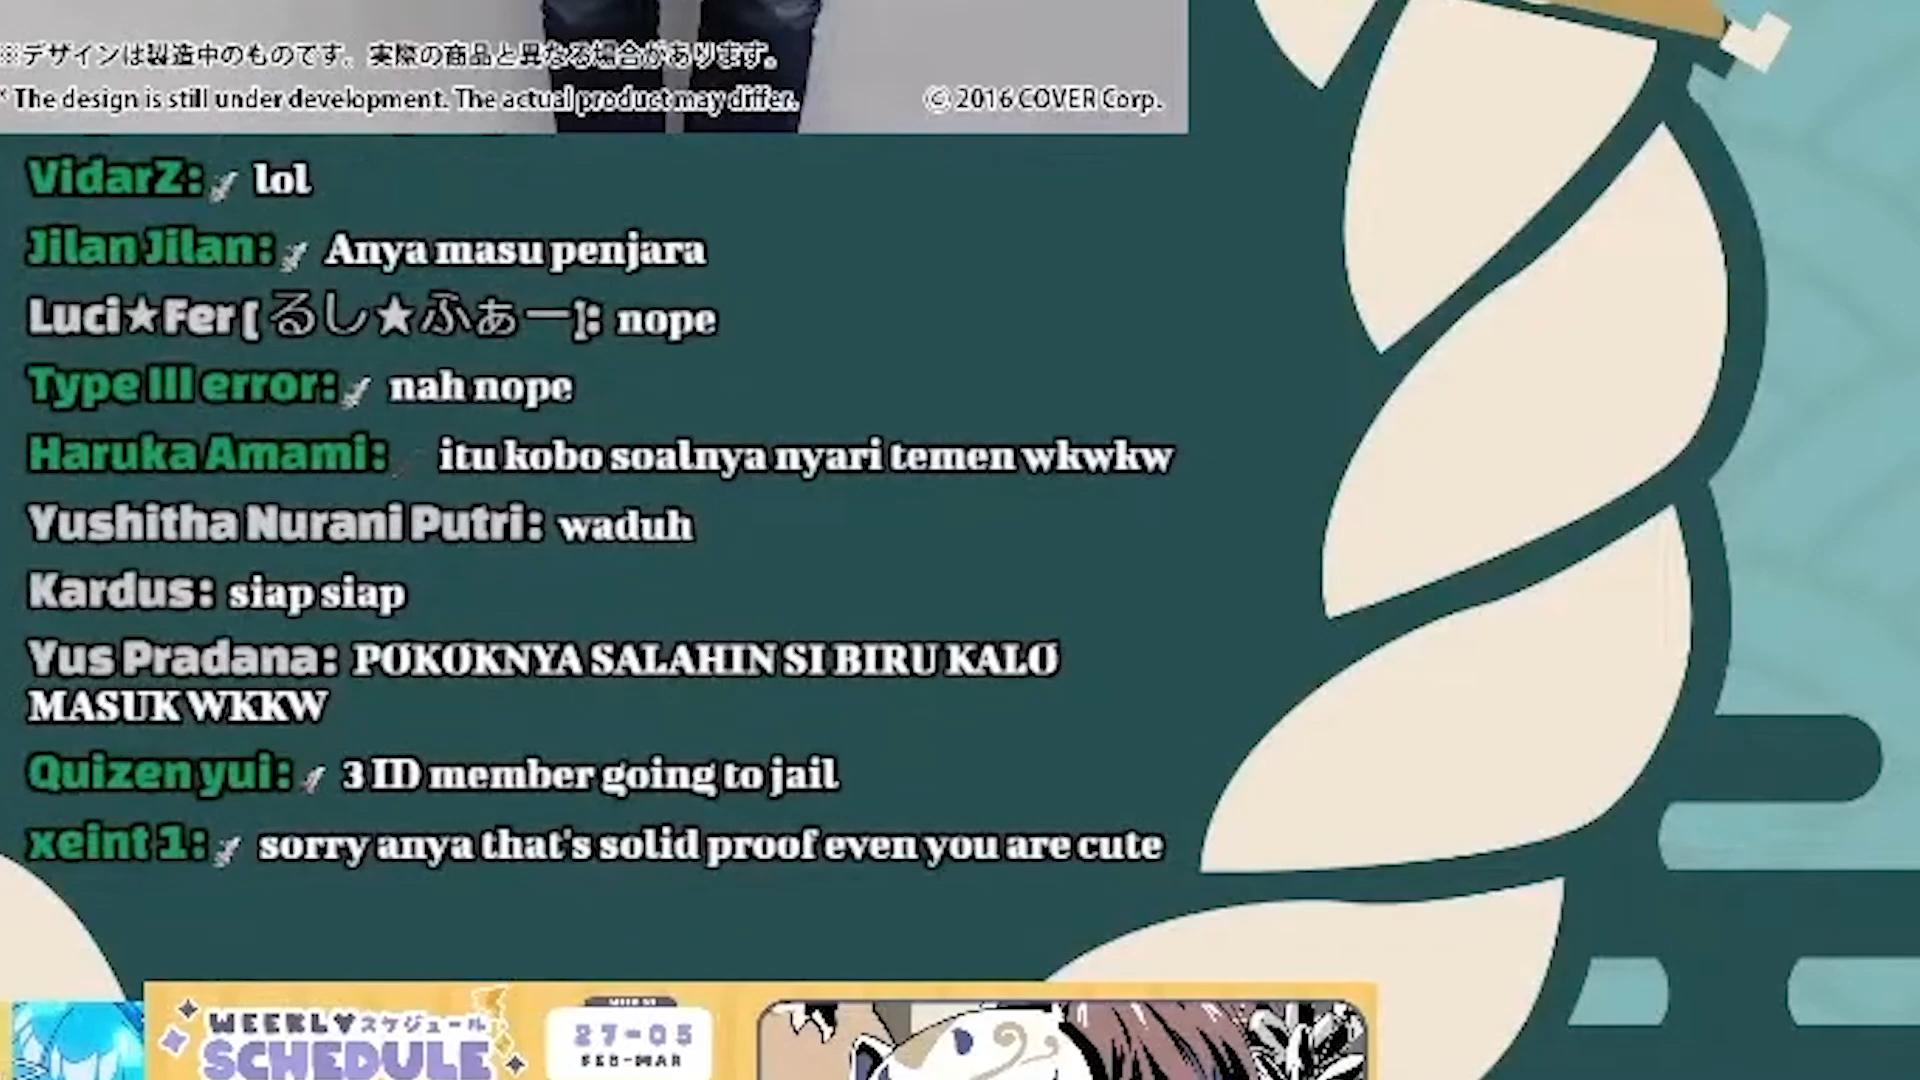 ※デザインは製造中のものです。実際の商品と異なる場合があります。
* The design is still under development. The actual product may differ.
© 2016 COVER Corp.
VidarZ: lol
Jilan Jilan: Anya masu penjara
Luci★Fer [ るし★ふぁー]: nope
Type III error: nah nope
Haruka Amami: itu kobo soalnya nyari temen wkwkw
Yushitha Nurani Putri: waduh
Kardus: siap siap
Yus Pradana: POKOKNYA SALAHIN SI BIRU KALO
MASUK WKKW
Quizen yui: 3 ID member going to jail
xeint 1: sorry anya that's solid proof even you are cute
WEEKLY スケジュール
SCHEDULE
27-05
FEB-MAR